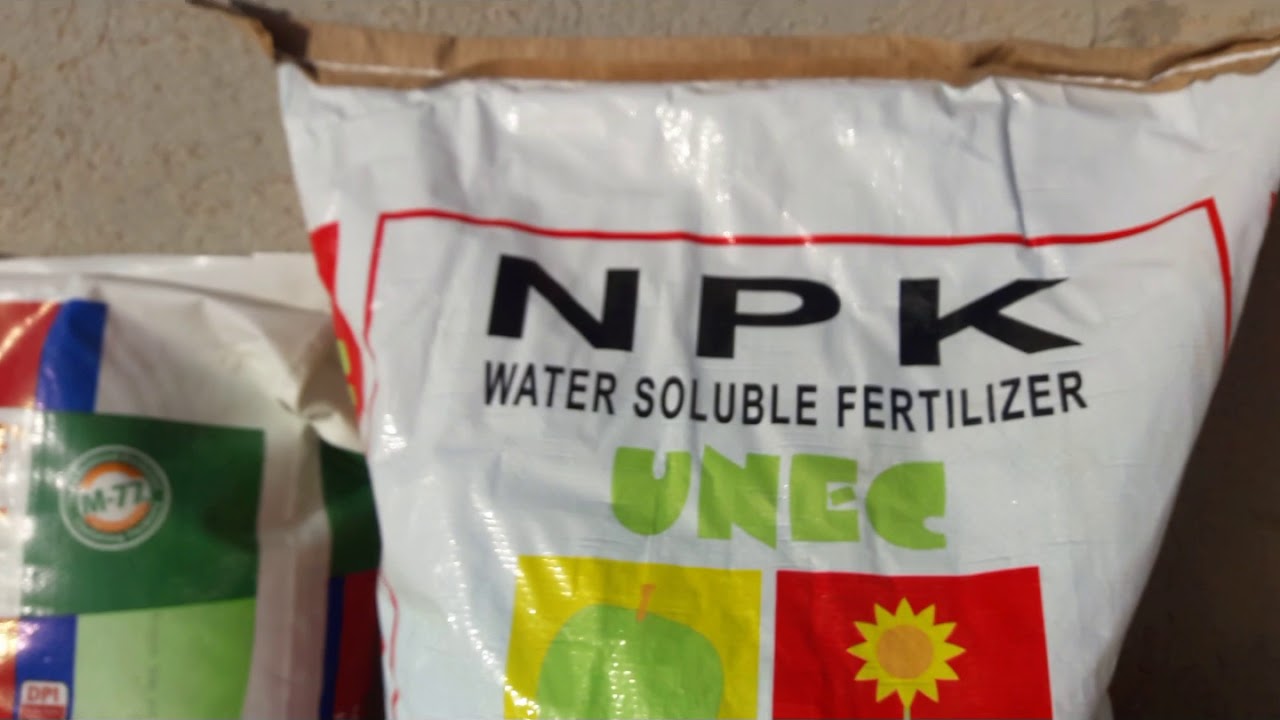 NPK
WATER SOLUBLE FERTILIZER
UNEC
M-77
DPI